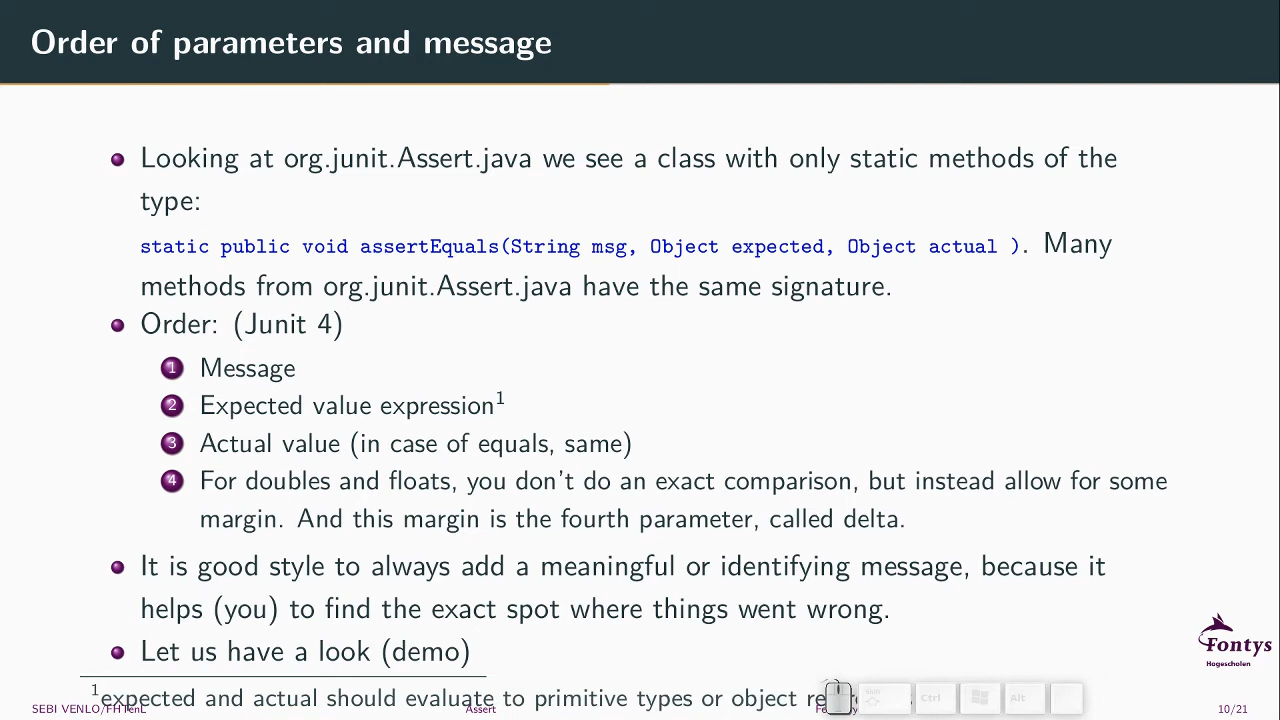 Order of parameters and message
Looking at org.junit.Assert.java we see a class with only static methods of the
type:
static public void assertEquals(String msg, Object expected, Object actual ). Many
methods from org.junit.Assert.java have the same signature.
Order: (Junit 4)
1 Message
2 Expected value expression1
3 Actual value (in case of equals, same)
4 For doubles and floats, you don't do an exact comparison, but instead allow for some
margin. And this margin is the fourth parameter, called delta.
It is good style to always add a meaningful or identifying message, because it
helps (you) to find the exact spot where things went wrong.
Let us have a look (demo)
Fontys
Hogescholen
1expected and actual should evaluate to primitive types or object
Ctrl
Alt
SEBI VENLO/FHTenL
Assert
10/21